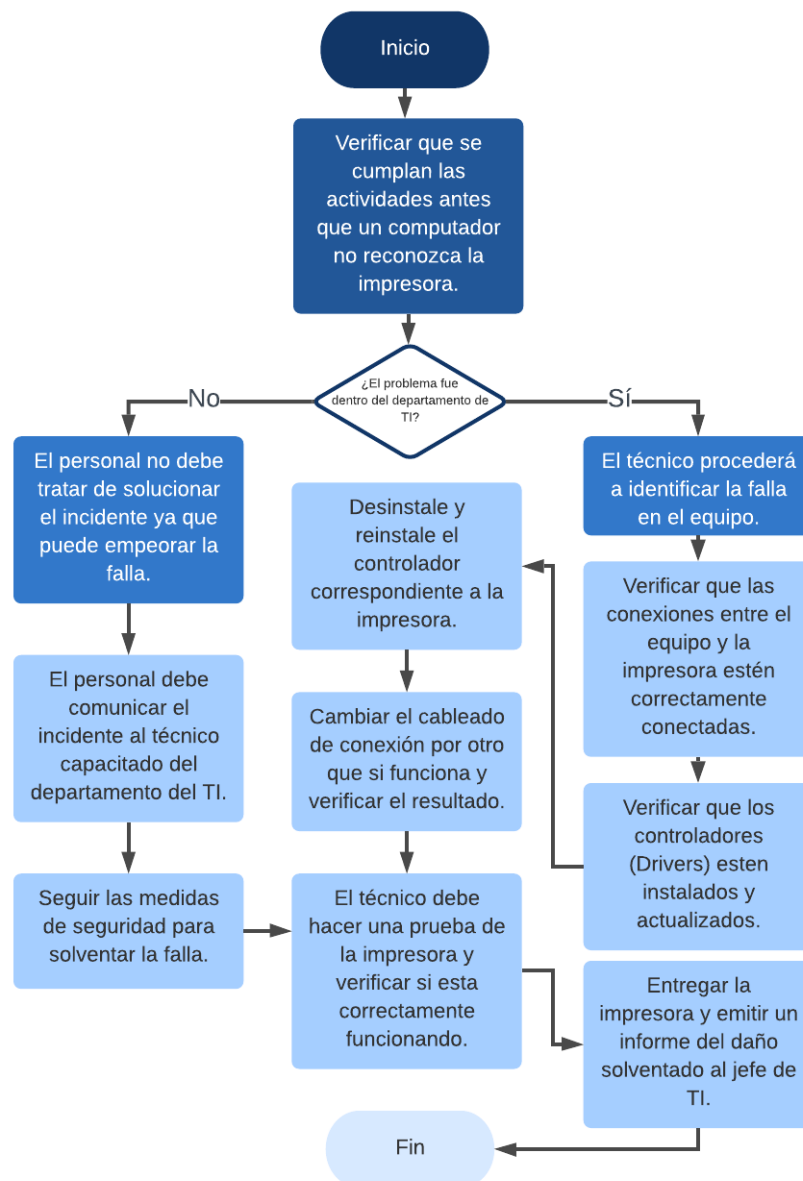 Inicio
Verificar que se
cumplan las
actividades antes
que un computador
no reconozca la
impresora.
¿El problema fue
dentro del departamento de
TI?
No
Sí
El personal no debe
tratar de solucionar
el incidente ya que
puede empeorar la
falla.
El personal debe
comunicar el
incidente al técnico
capacitado del
departamento del TI.
Seguir las medidas
de seguridad para
solventar la falla.
El técnico procederá
a identificar la falla
en el equipo.
Verificar que las
conexiones entre el
equipo y la
impresora estén
correctamente
conectadas.
Verificar que los
controladores
(Drivers) esten
instalados y
actualizados.
Desinstale y
reinstale el
controlador
correspondiente a la
impresora.
Cambiar el cableado
de conexión por otro
que si funciona y
verificar el resultado.
El técnico debe
hacer una prueba de
la impresora y
verificar si esta
correctamente
funcionando.
Entregar la
impresora y emitir un
informe del daño
solventado al jefe de
TI.
Fin